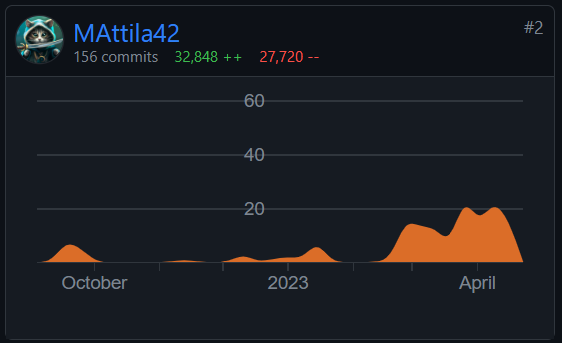 MAttila42
#2
156 commits 32,848 ++ 27,720 --
60
40
20
October 2023 April